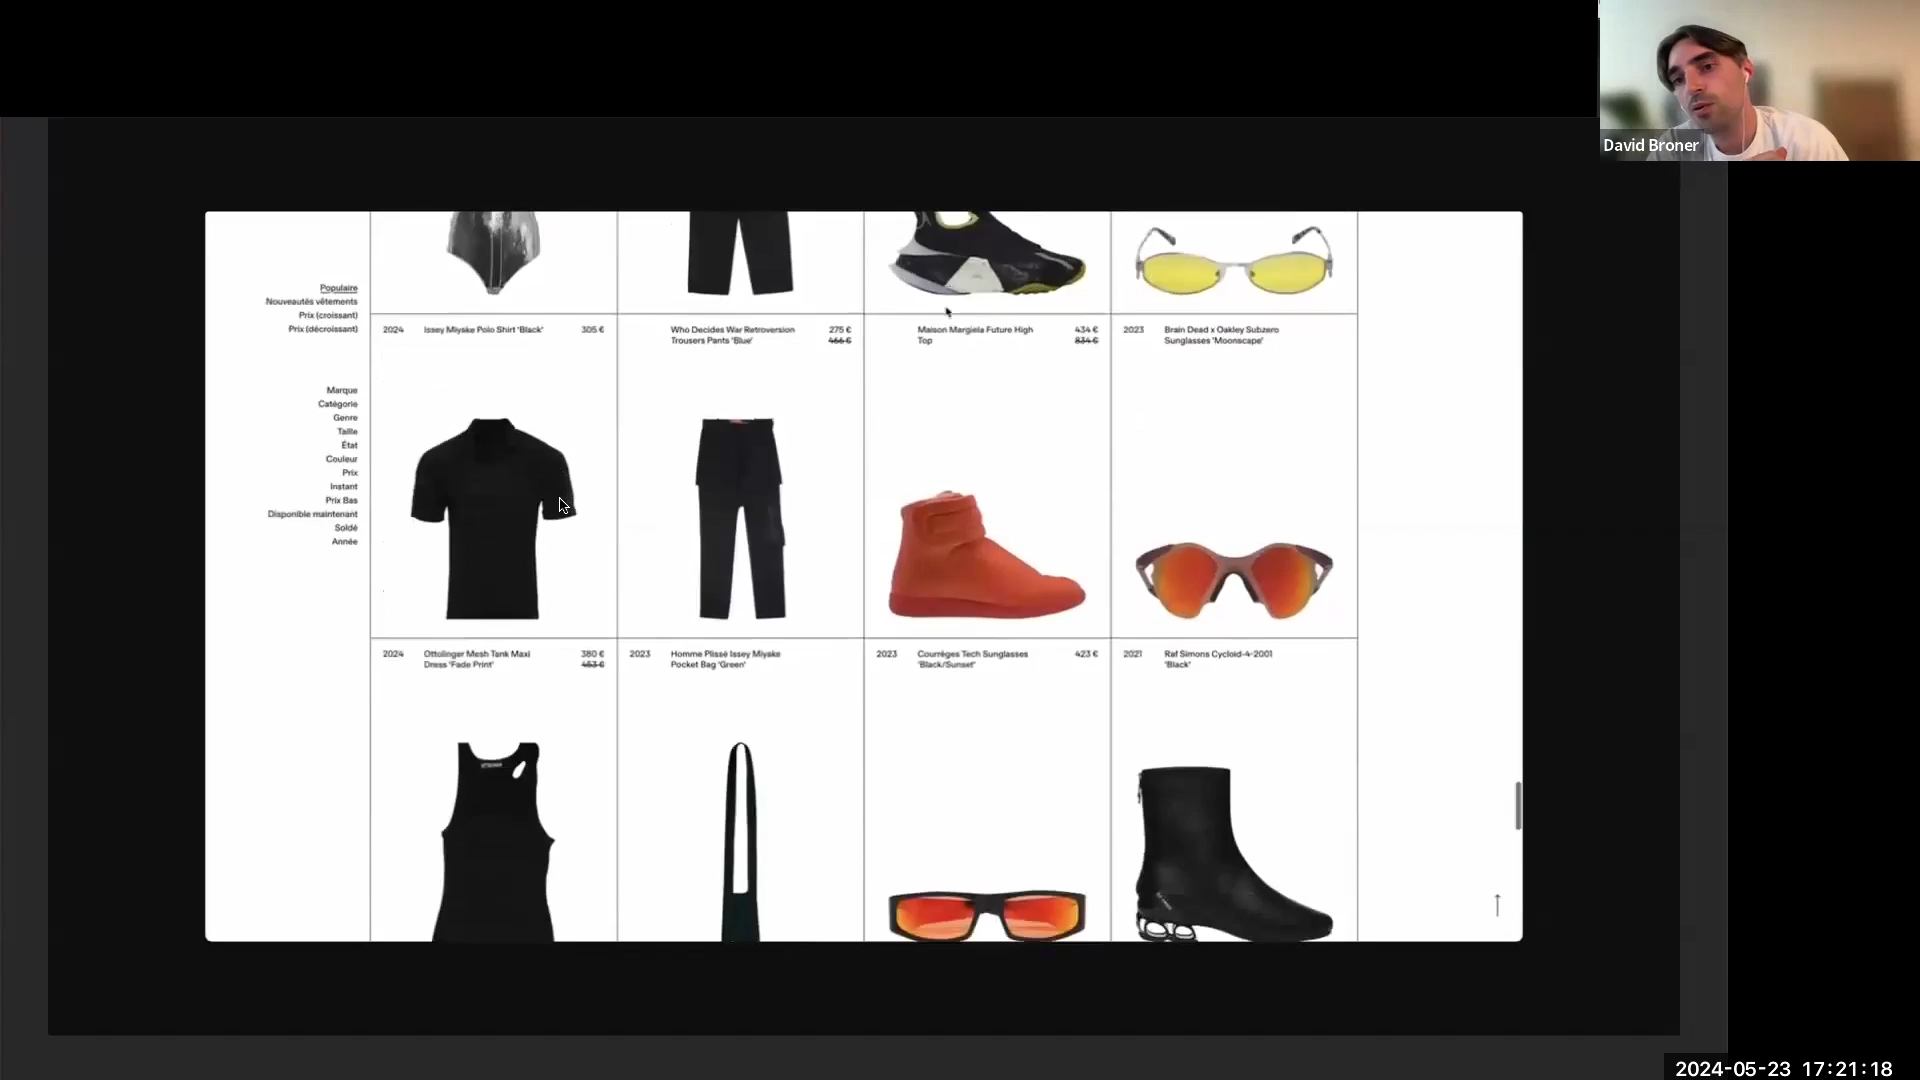 David Broner
Populaire
Nouveautés vêtements
Prix (croissant)
Prix (décroissant)
Marque
Catégorie
Genre
Taille
État
Couleur
Prix
Instant
Prix Bas
Disponible maintenant
Soldé
Année
2024 Issey Miyake Polo Shirt 'Black' 305 €
Who Decides War Retroversion 275 €
Trousers Pants 'Blue' 466 €
Maison Margiela Future High 434 €
Top 834 €
2023 Brain Dead x Oakley Subzero
Sunglasses 'Moonscape'
2024 Ottolinger Mesh Tank Maxi 380 €
Dress 'Fade Print' 453 €
2023 Homme Plissé Issey Miyake
Pocket Bag 'Green'
2023 Courrèges Tech Sunglasses 423 €
'Black/Sunset'
2021 Raf Simons Cycloid-4-2001
'Black'
2024-05-23 17:21:18